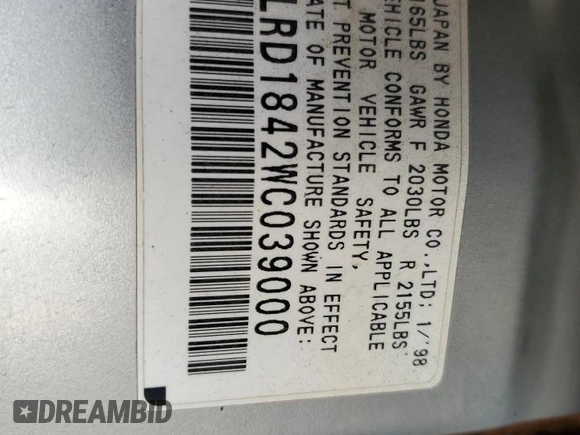 JAPAN BY HONDA MOTOR CO.,LTD; 1/'98
165LBS GAWR F 2030LBS R 2155LBS
VEHICLE CONFORMS TO ALL APPLICABLE
MOTOR VEHICLE SAFETY,
T PREVENTION STANDARDS IN EFFECT
ATE OF MANUFACTURE SHOWN ABOVE:
LRD1842WC039000
DREAMBID